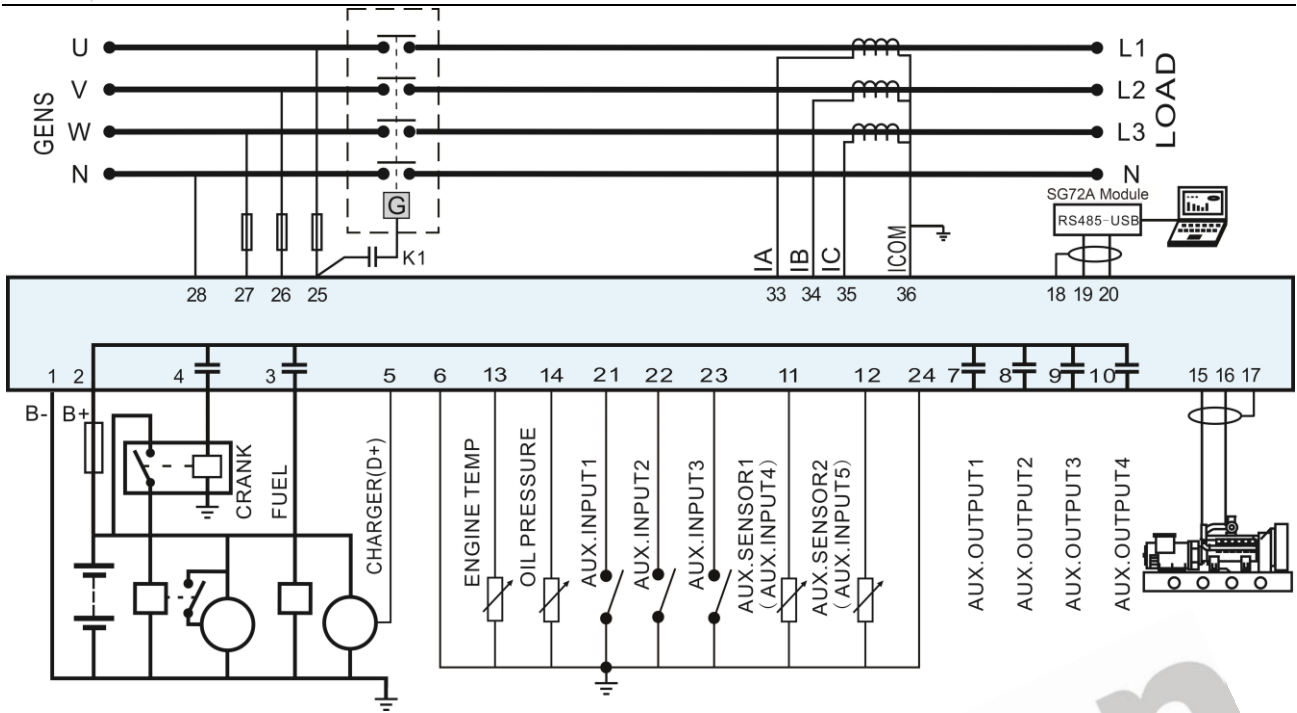 U
V
W
N
GENS
L1
L2
L3
N
LOAD
G
K1
SG72A Module
RS485-USB
IA
IB
IC
ICOM
28 27 26 25
33 34 35 36
18 19 20
1 2 4 3 5 6 13 14 21 22 23 11 12 24 7 8 9 10 15 16 17
B- B+
CRANK
FUEL
CHARGER(D+)
ENGINE TEMP
OIL PRESSURE
AUX.INPUT1
AUX.INPUT2
AUX.INPUT3
AUX.SENSOR1
(AUX.INPUT4)
AUX.SENSOR2
(AUX.INPUT5)
AUX.OUTPUT1
AUX.OUTPUT2
AUX.OUTPUT3
AUX.OUTPUT4